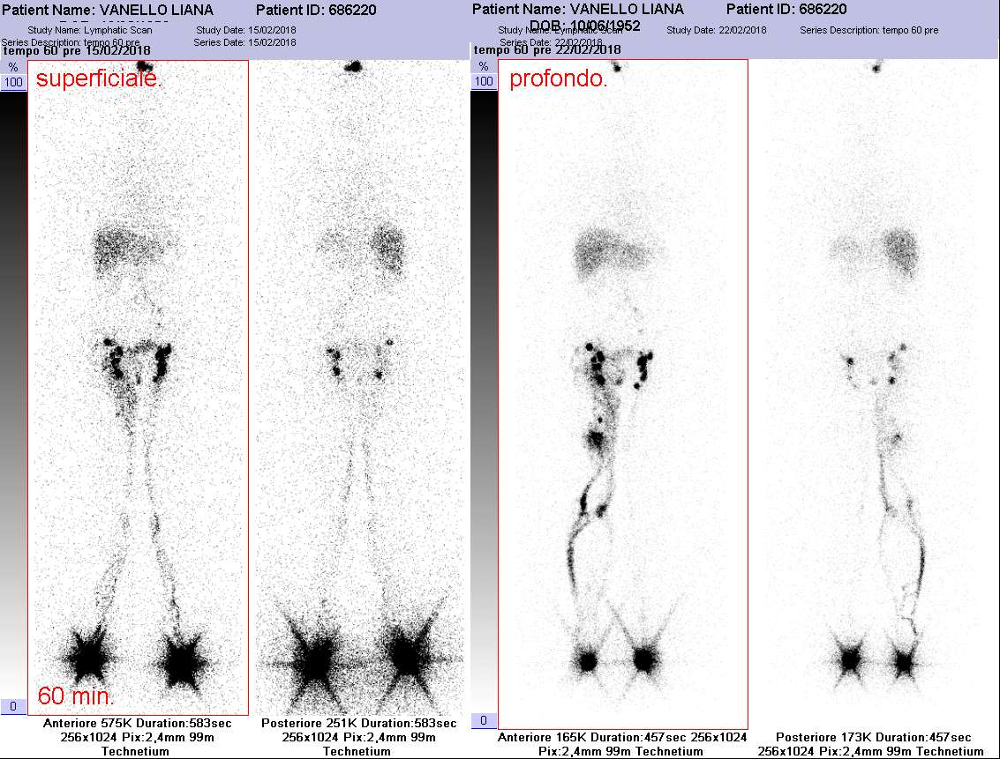 Patient Name: VANELLO LIANA Patient ID: 686220
Study Name: Lymphatic Scan Study Date: 15/02/2018
Series Description: tempo 60 pre Series Date: 15/02/2018
tempo 60 pre 15/02/2018
%
100
superficiale.
60 min.
0
Anteriore 575K Duration:583sec
256x1024 Pix:2,4mm 99m
Technetium
Posteriore 251K Duration:583sec
256x1024 Pix:2,4mm 99m
Technetium
Patient Name: VANELLO LIANA Patient ID: 686220
DOB: 10/06/1952
Study Name: Lymphatic Scan Study Date: 22/02/2018 Series Description: tempo 60 pre
Series Date: 22/02/2018
tempo 60 pre 22/02/2018
%
100
profondo.
0
Anteriore 165K Duration:457sec 256x1024
Pix:2,4mm 99m Technetium
Posteriore 173K Duration:457sec
256x1024 Pix:2,4mm 99m Technetium